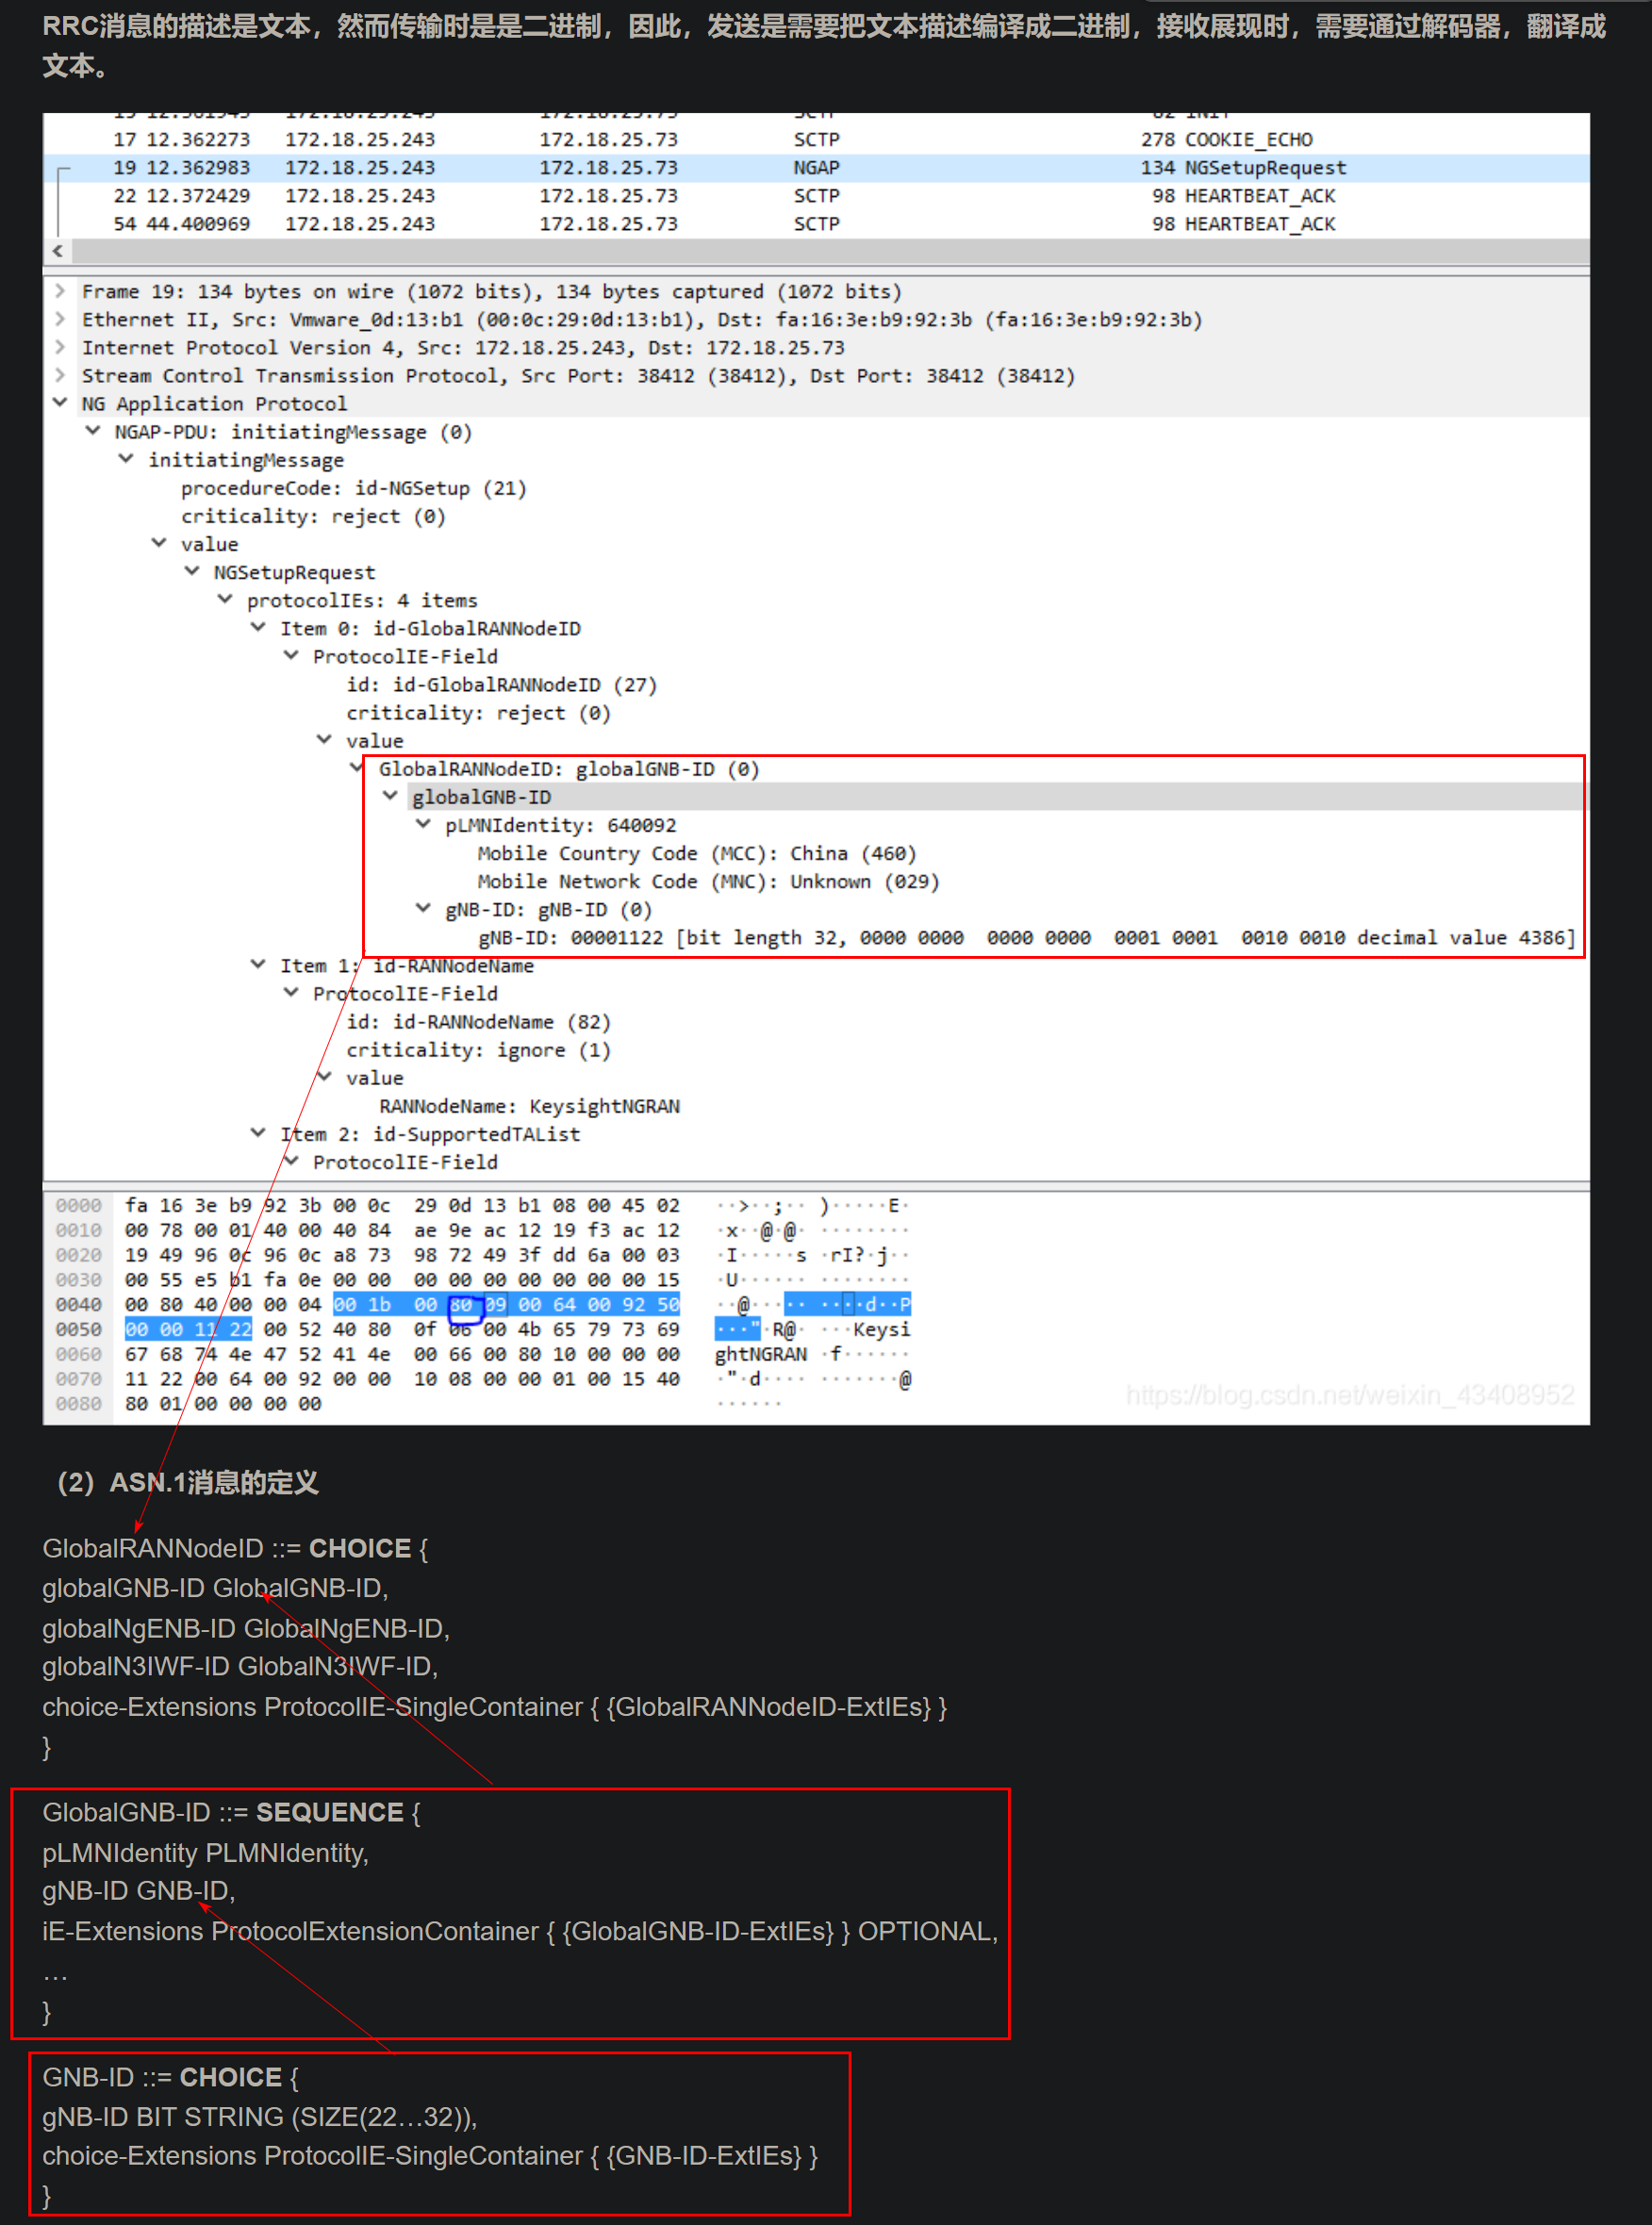 RRC消息的描述是文本，然而传输时是是二进制，因此，发送是需要把文本描述编译成二进制，接收展现时，需要通过解码器，翻译成
文本。
17 12.362273 172.18.25.243 172.18.25.73 SCTP 278 COOKIE_ECHO
19 12.362983 172.18.25.243 172.18.25.73 NGAP 134 NGSetupRequest
22 12.372429 172.18.25.243 172.18.25.73 SCTP 98 HEARTBEAT_ACK
54 44.400969 172.18.25.243 172.18.25.73 SCTP 98 HEARTBEAT_ACK
Frame 19: 134 bytes on wire (1072 bits), 134 bytes captured (1072 bits)
Ethernet II, Src: Vmware_0d:13:b1 (00:0c:29:0d:13:b1), Dst: fa:16:3e:b9:92:3b (fa:16:3e:b9:92:3b)
Internet Protocol Version 4, Src: 172.18.25.243, Dst: 172.18.25.73
Stream Control Transmission Protocol, Src Port: 38412 (38412), Dst Port: 38412 (38412)
NG Application Protocol
NGAP-PDU: initiatingMessage (0)
initiatingMessage
procedureCode: id-NGSetup (21)
criticality: reject (0)
value
NGSetupRequest
protocolIEs: 4 items
Item 0: id-GlobalRANNodeID
ProtocolIE-Field
id: id-GlobalRANNodeID (27)
criticality: reject (0)
value
GlobalRANNodeID: globalGNB-ID (0)
globalGNB-ID
pLMNIdentity: 640092
Mobile Country Code (MCC): China (460)
Mobile Network Code (MNC): Unknown (029)
gNB-ID: gNB-ID (0)
gNB-ID: 00001122 [bit length 32, 0000 0000 0000 0000 0001 0001 0010 0010 decimal value 4386]
Item 1: id-RANNodeName
ProtocolIE-Field
id: id-RANNodeName (82)
criticality: ignore (1)
value
RANNodeName: KeysightNGRAN
Item 2: id-SupportedTAList
ProtocolIE-Field
0000 fa 16 3e b9 92 3b 00 0c 29 0d 13 b1 08 00 45 02 ··>··;·· )·····E·
0010 00 78 00 01 40 00 40 84 ae 9e ac 12 19 f3 ac 12 ·x··@·@· ········
0020 19 49 96 0c 96 0c a8 73 98 72 49 3f dd 6a 00 03 ·I·····s ·rI?·j··
0030 00 55 e5 b1 fa 0e 00 00 00 00 00 00 00 00 00 15 ·U······ ········
0040 00 80 40 00 00 04 00 1b 00 80 09 00 64 00 92 50 ··@····· ····d··P
0050 00 00 11 22 00 52 40 80 0f 06 00 4b 65 79 73 69 ···"·R@· ···Keysi
0060 67 68 74 4e 47 52 41 4e 00 66 00 80 10 00 00 00 ghtNGRAN ·f······
0070 11 22 00 64 00 92 00 00 10 08 00 00 01 00 15 40 ·"·d···· ·······@
0080 80 01 00 00 00 00 ······
https://blog.csdn.net/weixin_43408952
（2）ASN.1消息的定义
GlobalRANNodeID ::= CHOICE {
globalGNB-ID GlobalGNB-ID,
globalNgENB-ID GlobalNgENB-ID,
globalN3IWF-ID GlobalN3IWF-ID,
choice-Extensions ProtocolIE-SingleContainer { {GlobalRANNodeID-ExtIEs} }
}
GlobalGNB-ID ::= SEQUENCE {
pLMNIdentity PLMNIdentity,
gNB-ID GNB-ID,
iE-Extensions ProtocolExtensionContainer { {GlobalGNB-ID-ExtIEs} } OPTIONAL,
…
}
GNB-ID ::= CHOICE {
gNB-ID BIT STRING (SIZE(22…32)),
choice-Extensions ProtocolIE-SingleContainer { {GNB-ID-ExtIEs} }
}